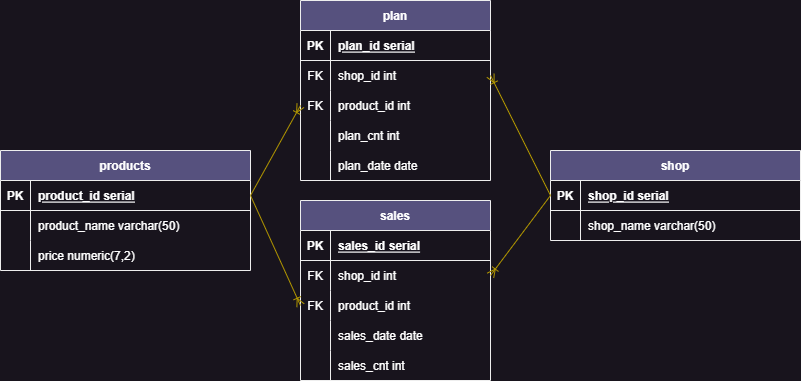 plan
PK plan_id serial
FK shop_id int
FK product_id int
plan_cnt int
plan_date date
products
PK product_id serial
product_name varchar(50)
price numeric(7,2)
shop
PK shop_id serial
shop_name varchar(50)
sales
PK sales_id serial
FK shop_id int
FK product_id int
sales_date date
sales_cnt int